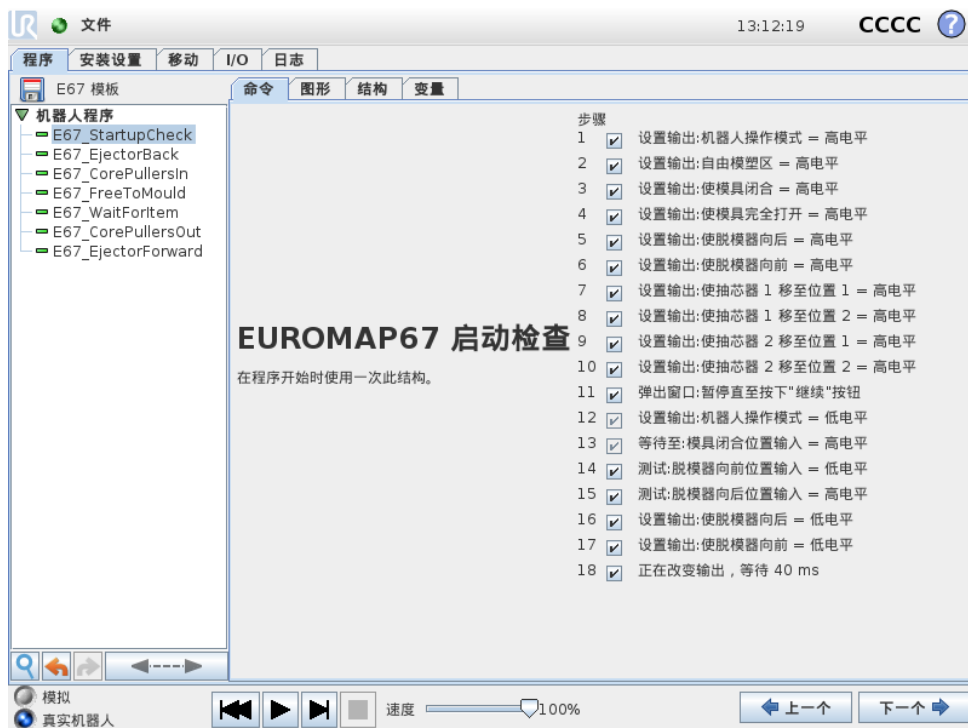 UR 文件 13:12:19 CCCC ?
程序 安装设置 移动 I/O 日志
E67 模板 命令 图形 结构 变量
机器人程序
E67_StartupCheck
E67_EjectorBack
E67_CorePullersIn
E67_FreeToMould
E67_WaitForItem
E67_CorePullersOut
E67_EjectorForward
EUROMAP67 启动检查
在程序开始时使用一次此结构。
步骤
1 设置输出:机器人操作模式 = 高电平
2 设置输出:自由模塑区 = 高电平
3 设置输出:使模具闭合 = 高电平
4 设置输出:使模具完全打开 = 高电平
5 设置输出:使脱模器向后 = 高电平
6 设置输出:使脱模器向前 = 高电平
7 设置输出:使抽芯器 1 移至位置 1 = 高电平
8 设置输出:使抽芯器 1 移至位置 2 = 高电平
9 设置输出:使抽芯器 2 移至位置 1 = 高电平
10 设置输出:使抽芯器 2 移至位置 2 = 高电平
11 弹出窗口:暂停直至按下"继续"按钮
12 设置输出:机器人操作模式 = 低电平
13 等待至:模具闭合位置输入 = 高电平
14 测试:脱模器向前位置输入 = 低电平
15 测试:脱模器向后位置输入 = 高电平
16 设置输出:使脱模器向后 = 低电平
17 设置输出:使脱模器向前 = 低电平
18 正在改变输出，等待 40 ms
模拟
真实机器人
速度 100% 上一个 下一个